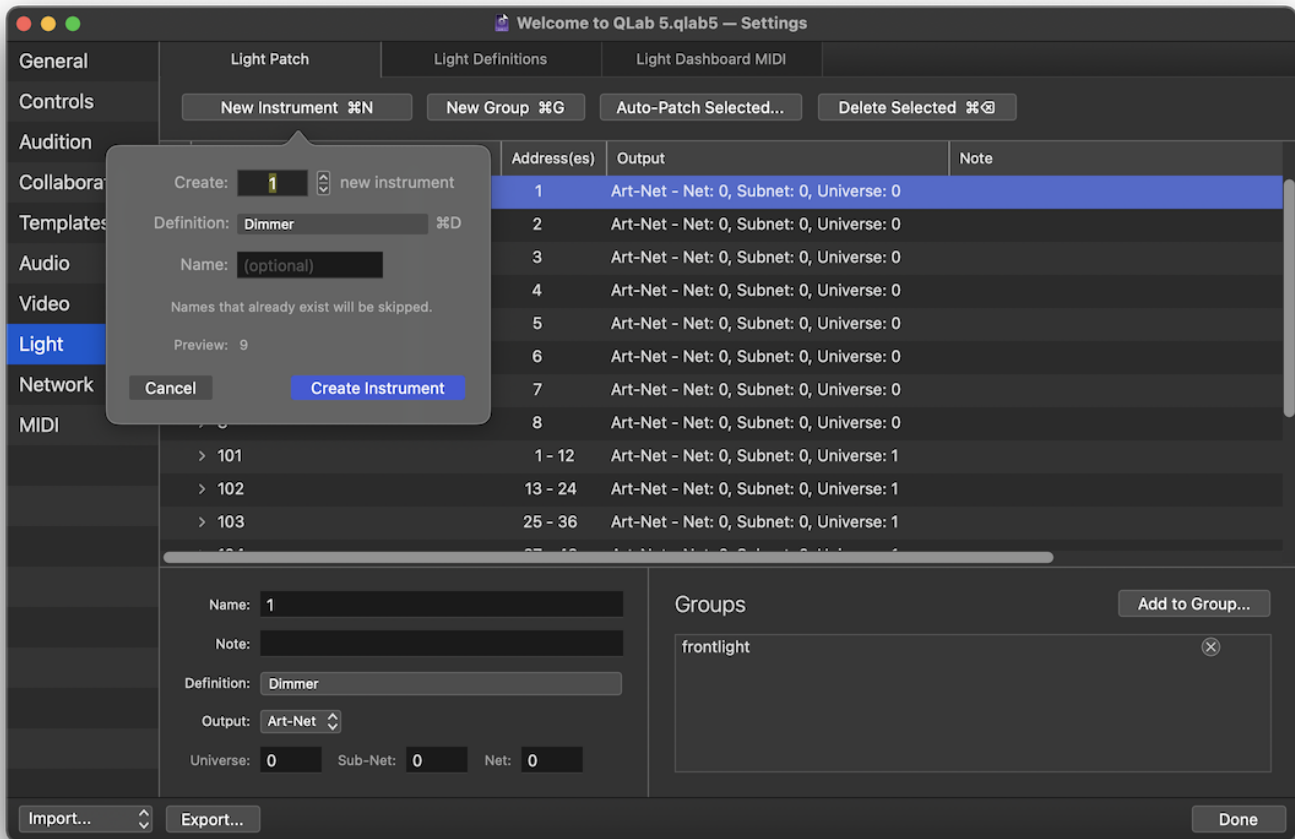 Welcome to QLab 5.qlab5 — Settings
General
Controls
Audition
Templates
Audio
Video
Light
Network
MIDI
Light Patch
Light Definitions
Light Dashboard MIDI
New Instrument ⌘N
New Group ⌘G
Auto-Patch Selected...
Delete Selected ⌘⌫
Create: 1 new instrument
Definition: Dimmer ⌘D
Name: (optional)
Names that already exist will be skipped.
Preview: 9
Cancel
Create Instrument
Address(es) Output Note
1 Art-Net - Net: 0, Subnet: 0, Universe: 0
2 Art-Net - Net: 0, Subnet: 0, Universe: 0
3 Art-Net - Net: 0, Subnet: 0, Universe: 0
4 Art-Net - Net: 0, Subnet: 0, Universe: 0
5 Art-Net - Net: 0, Subnet: 0, Universe: 0
6 Art-Net - Net: 0, Subnet: 0, Universe: 0
7 Art-Net - Net: 0, Subnet: 0, Universe: 0
8 Art-Net - Net: 0, Subnet: 0, Universe: 0
101 1 - 12 Art-Net - Net: 0, Subnet: 0, Universe: 1
102 13 - 24 Art-Net - Net: 0, Subnet: 0, Universe: 1
103 25 - 36 Art-Net - Net: 0, Subnet: 0, Universe: 1
Name: 1
Note:
Definition: Dimmer
Output: Art-Net
Universe: 0 Sub-Net: 0 Net: 0
Groups
Add to Group...
frontlight
Import...
Export...
Done